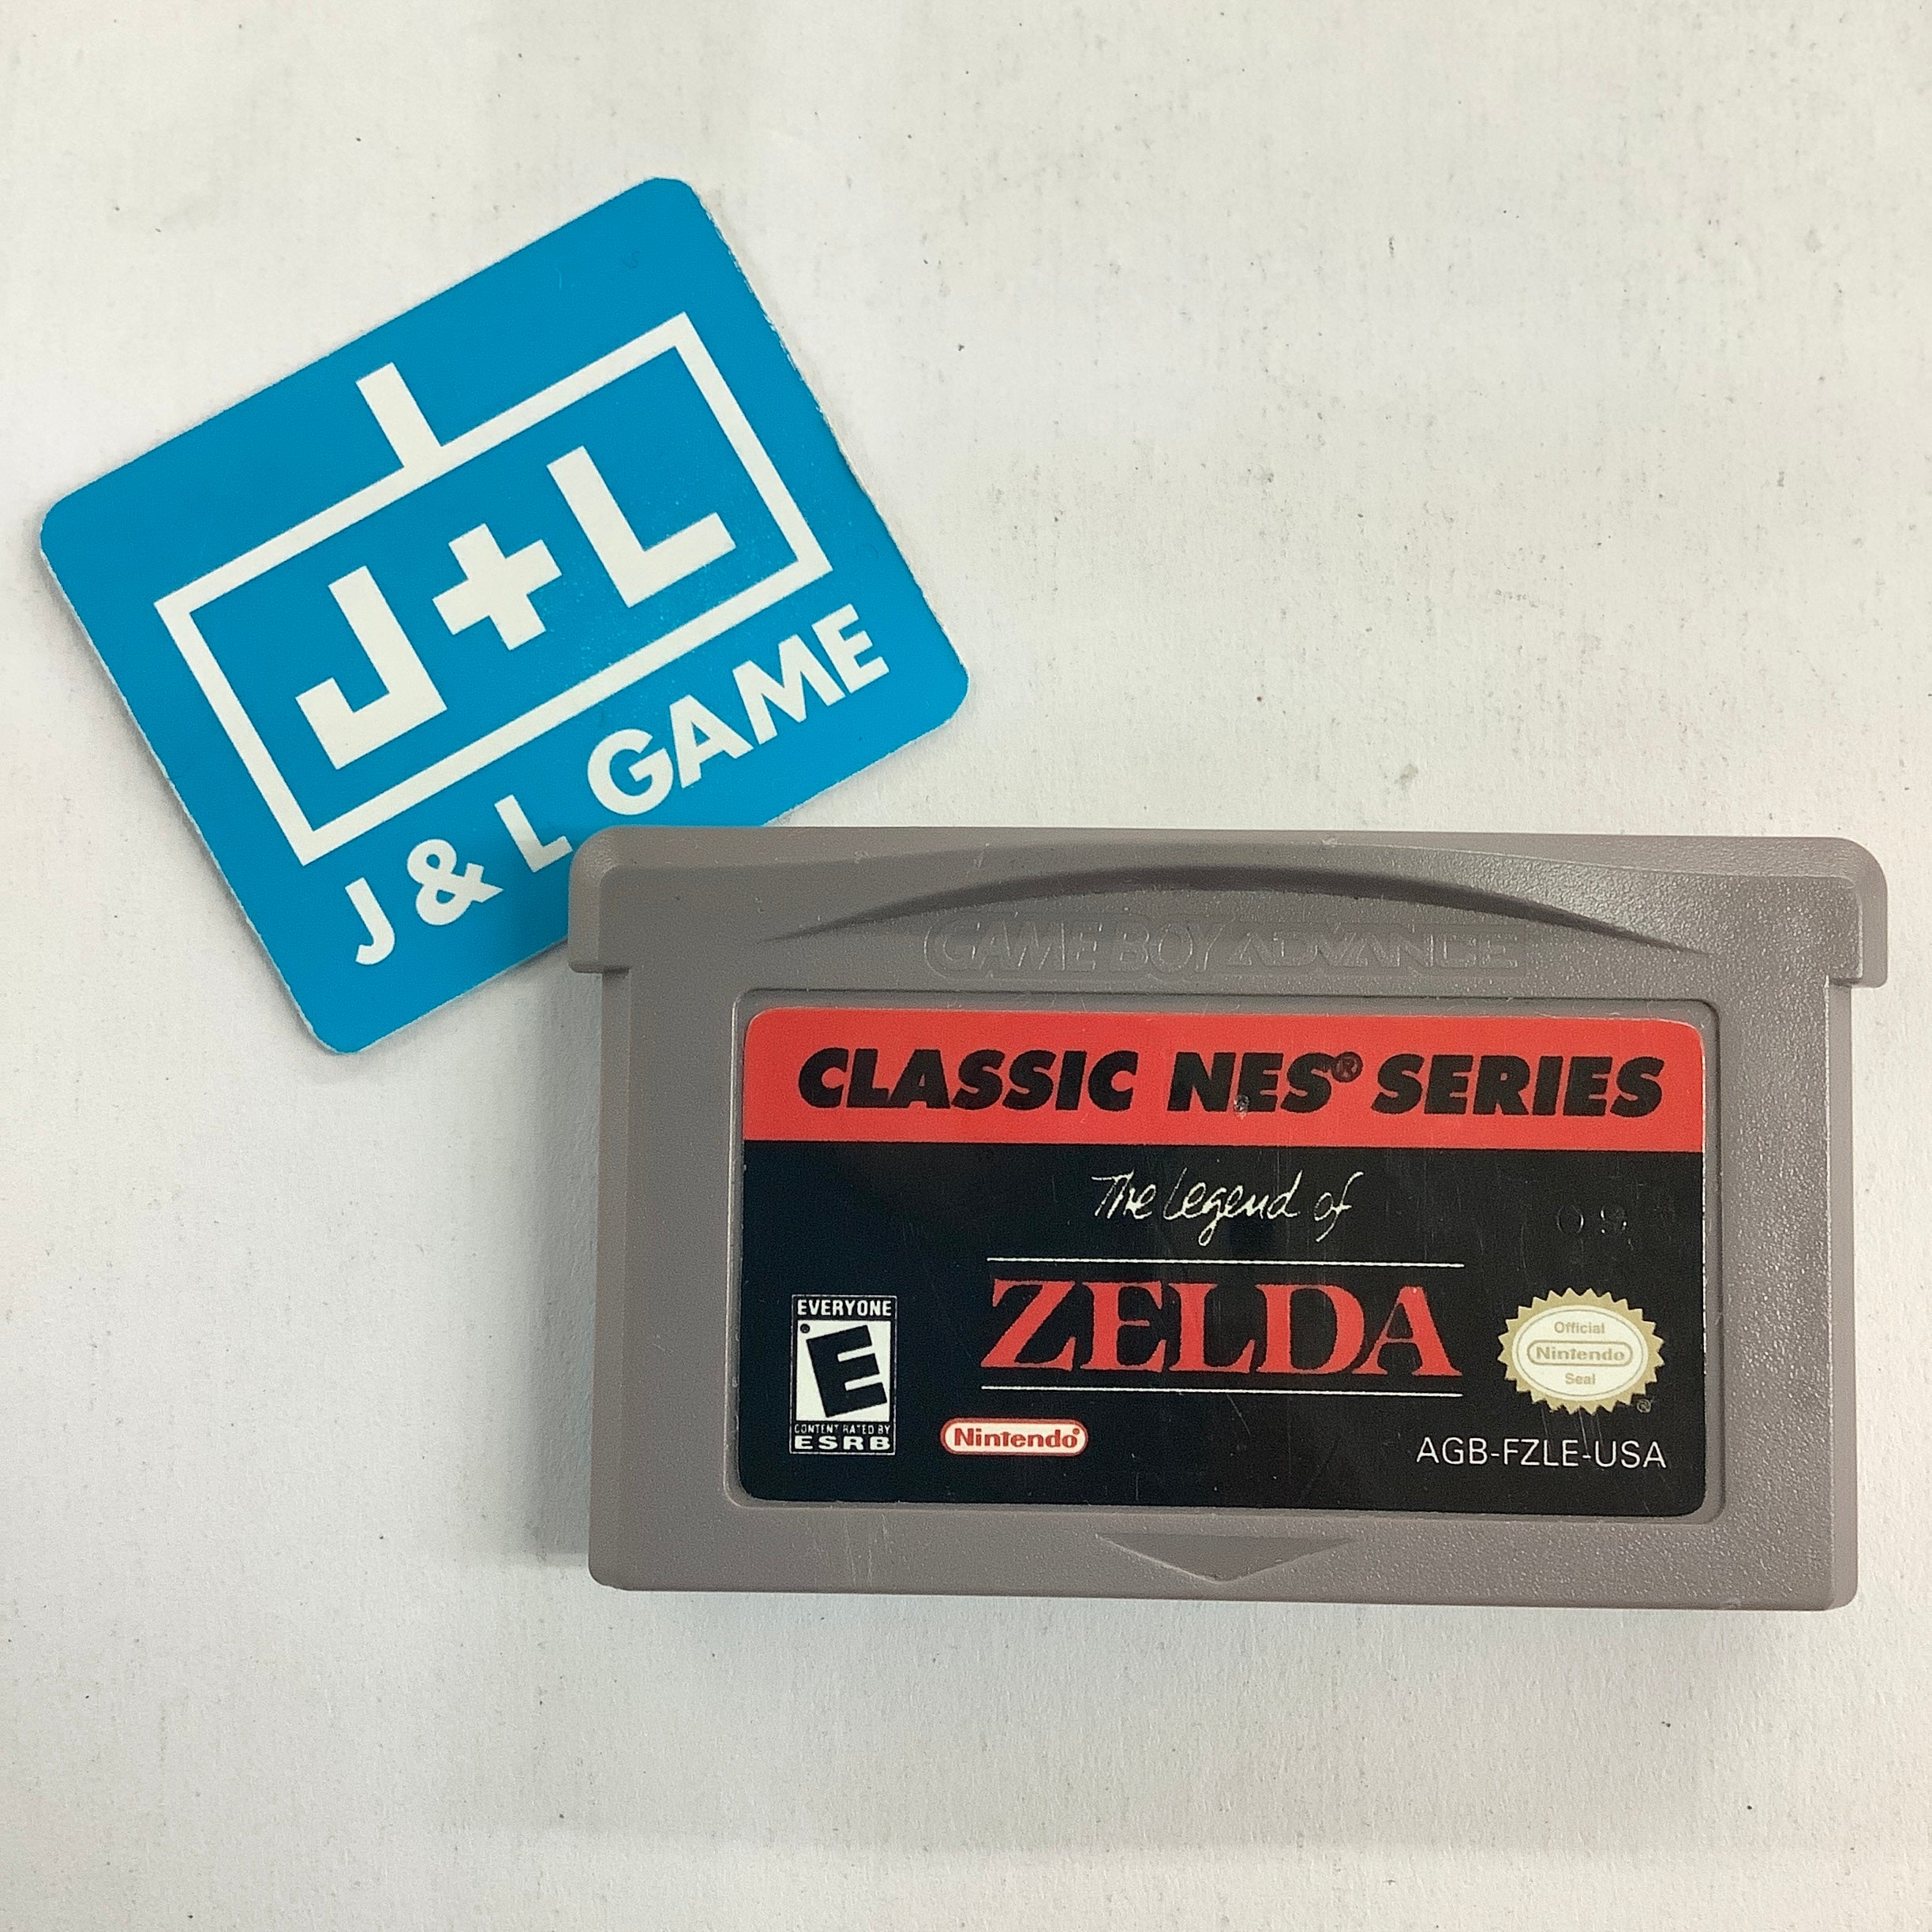 J+L
J & L GAME
GAME BOY ADVANCE
CLASSIC NES® SERIES
The Legend of
09
ZELDA
EVERYONE
E
CONTENT RATED BY
ESRB
Nintendo®
Official
Nintendo
Seal
®
AGB-FZLE-USA